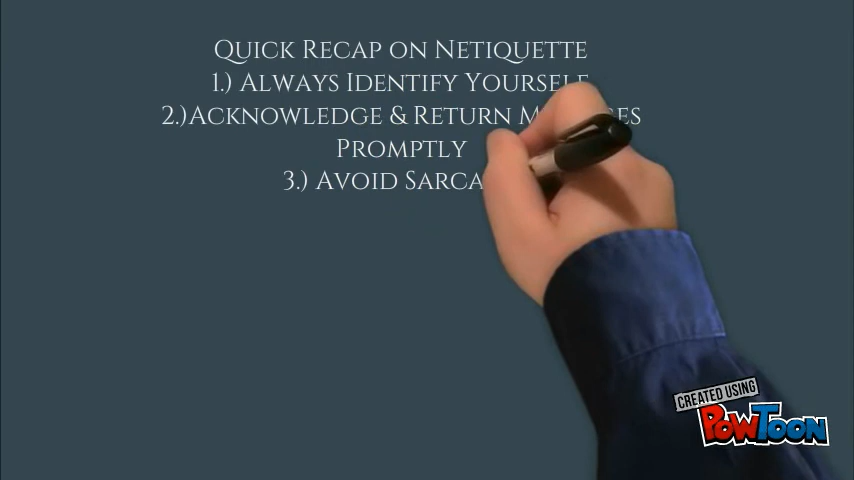 Quick Recap on Netiquette
1.) Always Identify Yourself
2.)Acknowledge & Return
Promptly
3.) Avoid
CREATED USING
POWTOON